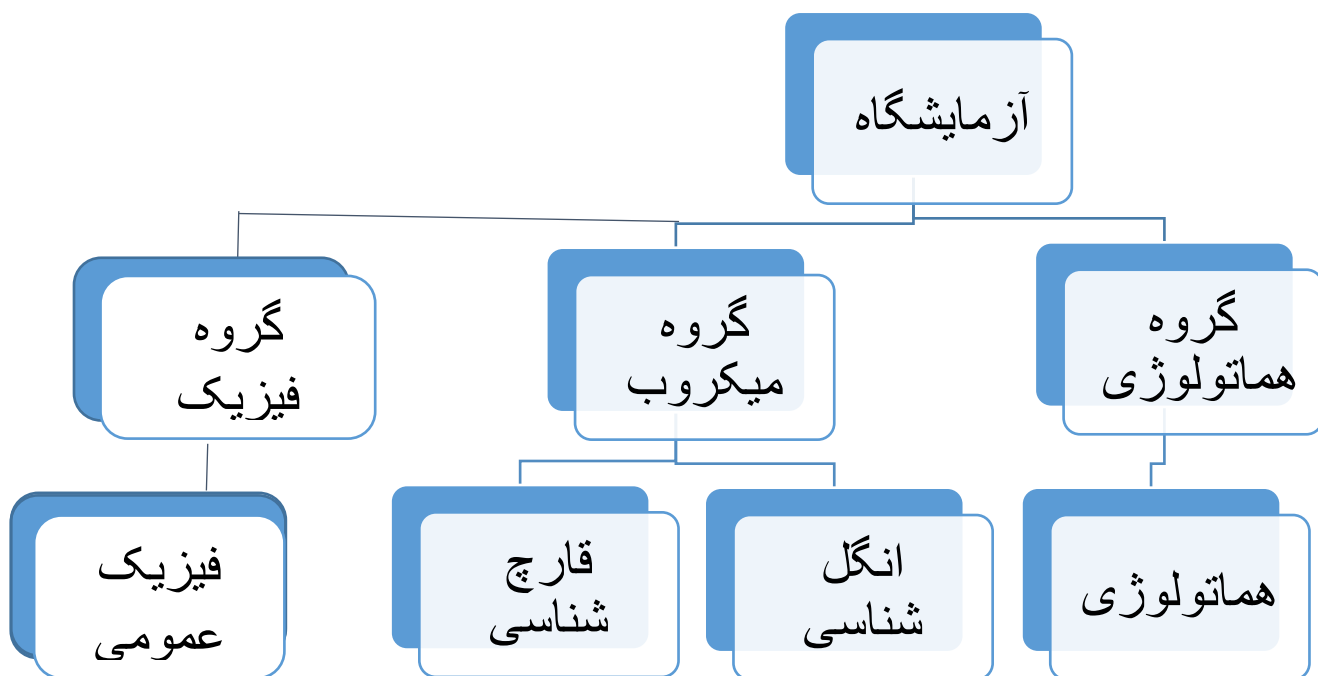 آزمایشگاه
گروه
هماتولوژی
گروه
میکروب
گروه
فیزیک
هماتولوژی
انگل
شناسی
قارچ
شناسی
فیزیک
عمومی